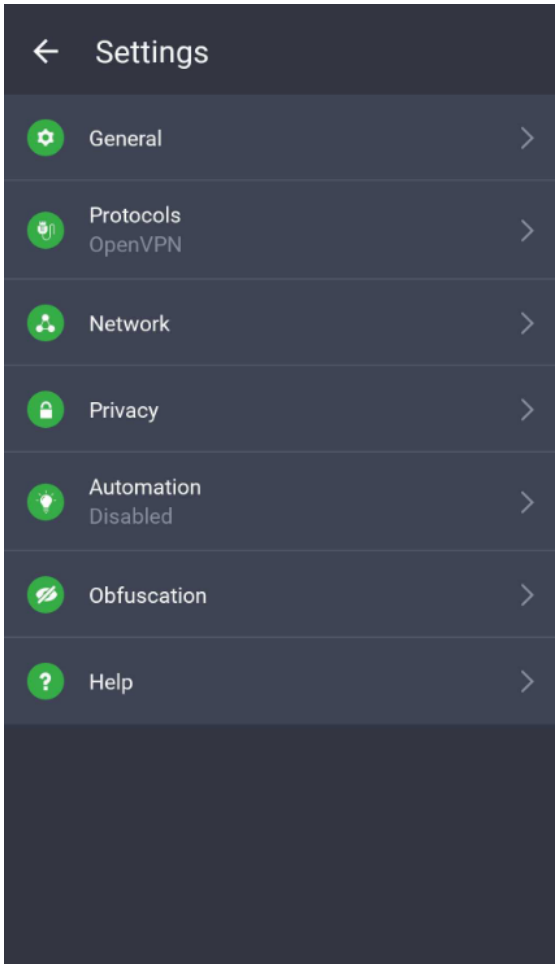 Settings
General
Protocols
OpenVPN
Network
Privacy
Automation
Disabled
Obfuscation
Help